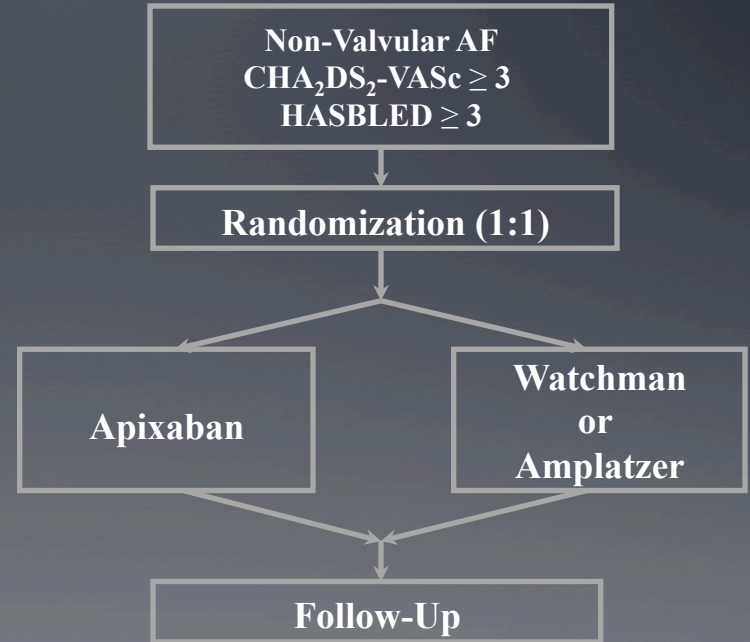 Non-Valvular AF
CHA₂DS₂-VASc ≥ 3
HASBLED ≥ 3
Randomization (1:1)
Apixaban
Watchman
or
Amplatzer
Follow-Up